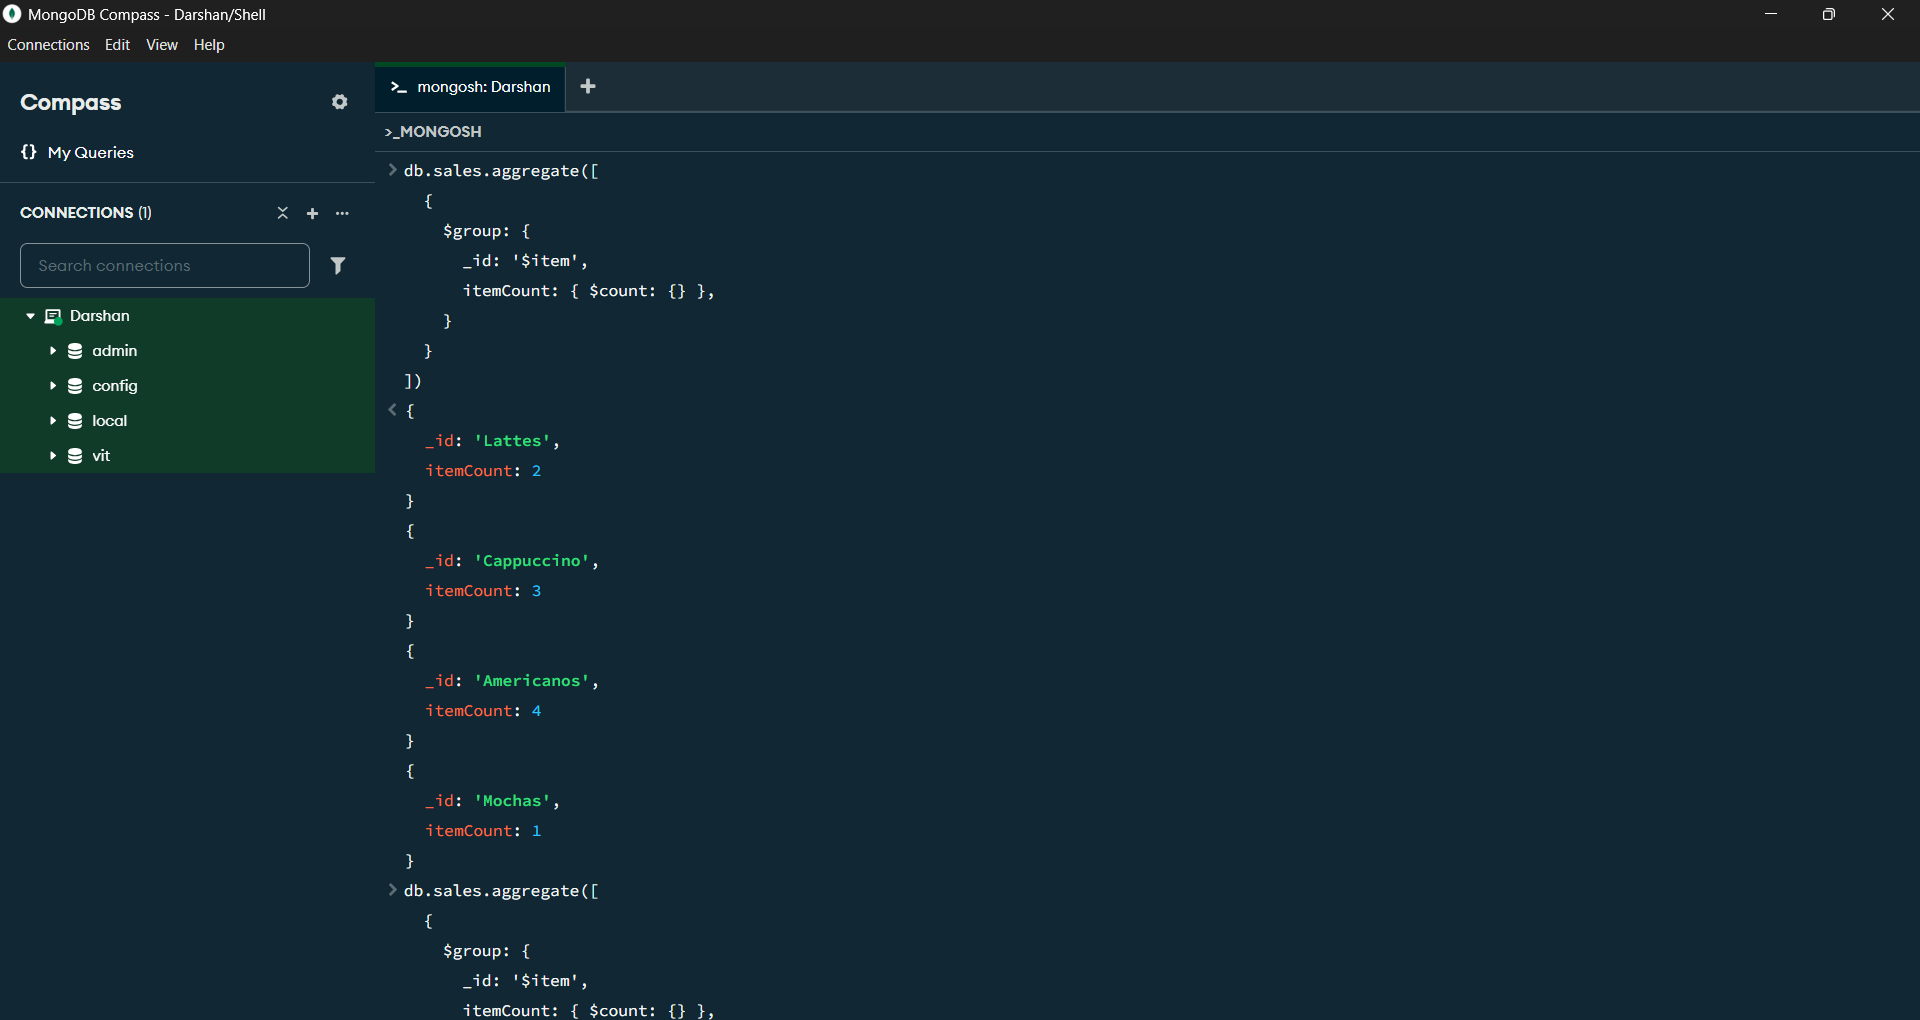 MongoDB Compass - Darshan/Shell
Connections Edit View Help
Compass
{} My Queries
CONNECTIONS (1)
Search connections
Darshan
admin
config
local
vit
>_ mongosh: Darshan
>_MONGOSH
> db.sales.aggregate([
{
$group: {
_id: '$item',
itemCount: { $count: {} },
}
}
])
< {
_id: 'Lattes',
itemCount: 2
}
{
_id: 'Cappuccino',
itemCount: 3
}
{
_id: 'Americanos',
itemCount: 4
}
{
_id: 'Mochas',
itemCount: 1
}
> db.sales.aggregate([
{
$group: {
_id: '$item',
itemCount: { $count: {} },